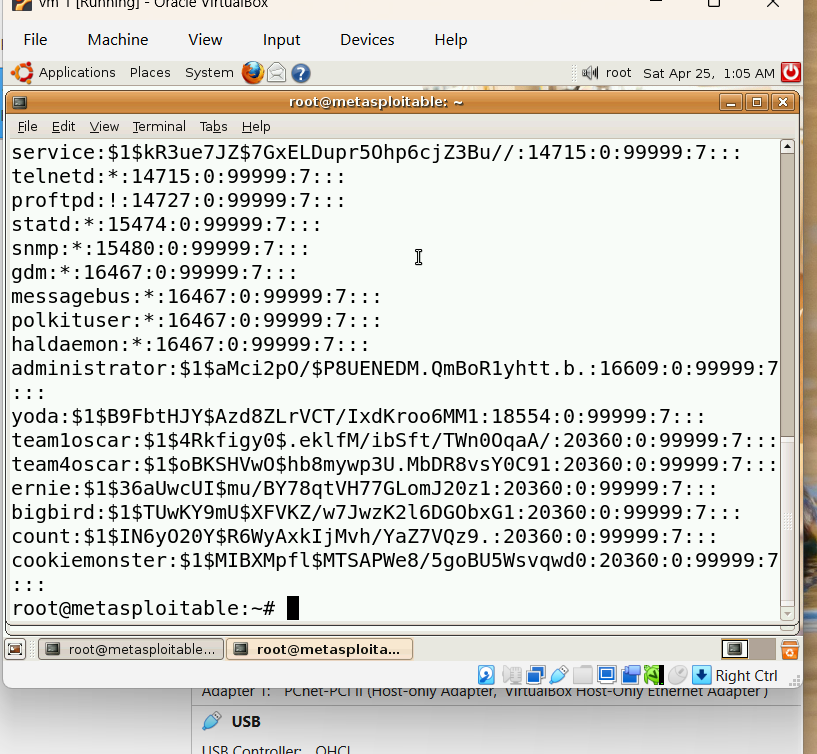 vm 1 [Running] - Oracle VirtualBox
File Machine View Input Devices Help
Applications Places System root Sat Apr 25, 1:05 AM
root@metasploitable: ~
File Edit View Terminal Tabs Help
service:$1$kR3ue7JZ$7GxELDupr5Ohp6cjZ3Bu//:14715:0:99999:7:::
telnetd:*:14715:0:99999:7:::
proftpd:!:14727:0:99999:7:::
statd:*:15474:0:99999:7:::
snmp:*:15480:0:99999:7:::
gdm:*:16467:0:99999:7:::
messagebus:*:16467:0:99999:7:::
polkituser:*:16467:0:99999:7:::
haldaemon:*:16467:0:99999:7:::
administrator:$1$aMci2pO/$P8UENEDM.QmBoR1yhtt.b.:16609:0:99999:7
:::
yoda:$1$B9FbtHJY$Azd8ZLrVCT/IxdKroo6MM1:18554:0:99999:7:::
team1oscar:$1$4Rkfigy0$.eklfM/ibSft/TWn0OqaA/:20360:0:99999:7:::
team4oscar:$1$oBKSHVwO$hb8mywp3U.MbDR8vsY0C91:20360:0:99999:7:::
ernie:$1$36aUwcUI$mu/BY78qtVH77GLomJ20z1:20360:0:99999:7:::
bigbird:$1$TUwKY9mU$XFVKZ/w7JwzK2l6DGObxG1:20360:0:99999:7:::
count:$1$IN6yO20Y$R6WyAxkIjMvh/YaZ7VQz9.:20360:0:99999:7:::
cookiemonster:$1$MIBXMpfl$MTSAPWe8/5goBU5Wsvqwd0:20360:0:99999:7
:::
root@metasploitable:~#
root@metasploitable... root@metasploita...
Right Ctrl
Adapter 1: PCnet-PCI II (Host-only Adapter, 'VirtualBox Host-Only Ethernet Adapter')
USB
USB Controller: OHCI